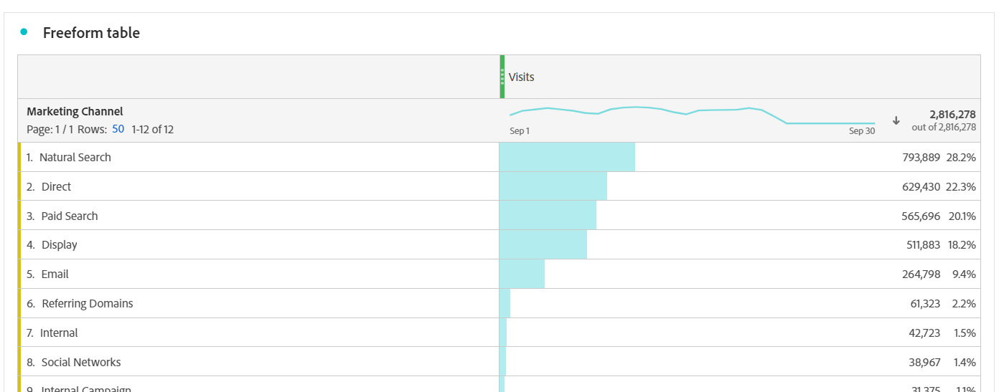 Freeform table
Visits
Marketing Channel
Page: 1 / 1 Rows: 50 1-12 of 12
Sep 1
Sep 30
2,816,278
out of 2,816,278
1. Natural Search 793,889 28.2%
2. Direct 629,430 22.3%
3. Paid Search 565,696 20.1%
4. Display 511,883 18.2%
5. Email 264,798 9.4%
6. Referring Domains 61,323 2.2%
7. Internal 42,723 1.5%
8. Social Networks 38,967 1.4%
9. Internal Campaign 31,375 1.1%